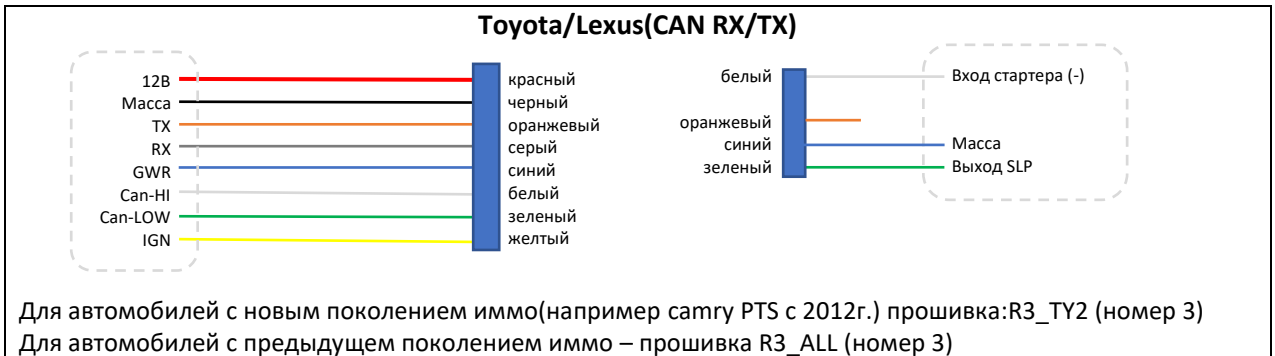 Toyota/Lexus(CAN RX/TX)
12В красный
Масса черный
TX оранжевый
RX серый
GWR синий
Can-HI белый
Can-LOW зеленый
IGN желтый
белый Вход стартера (-)
оранжевый
синий Масса
зеленый Выход SLP
Для автомобилей с новым поколением иммо(например camry PTS с 2012г.) прошивка:R3_TY2 (номер 3)
Для автомобилей с предыдущем поколением иммо – прошивка R3_ALL (номер 3)